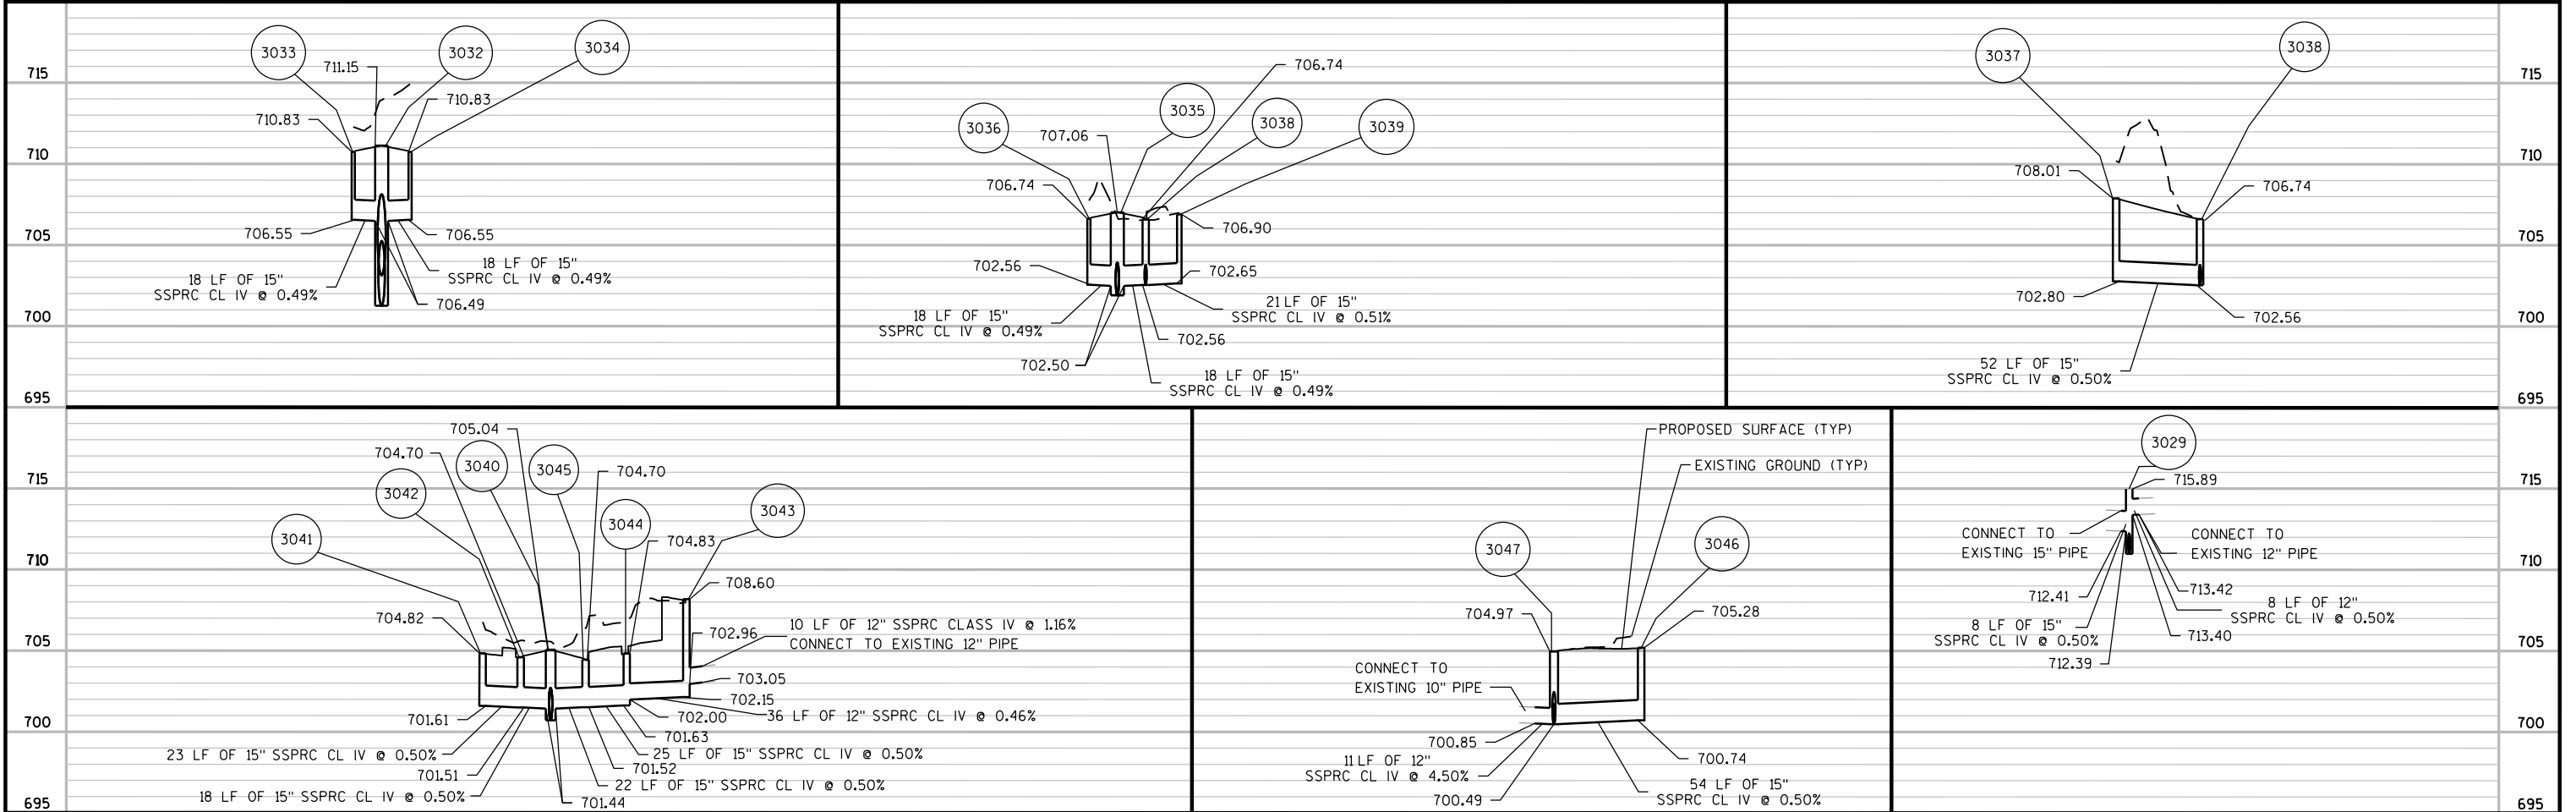 715
710
705
700
695
3033
3032
3034
711.15
710.83
710.83
706.55
706.55
18 LF OF 15"
SSPRC CL IV @ 0.49%
18 LF OF 15"
SSPRC CL IV @ 0.49%
706.49
3036
3035
3038
3039
706.74
707.06
706.74
706.90
702.56
702.65
18 LF OF 15"
SSPRC CL IV @ 0.49%
21 LF OF 15"
SSPRC CL IV @ 0.51%
702.56
702.50
18 LF OF 15"
SSPRC CL IV @ 0.49%
3037
3038
708.01
706.74
702.80
702.56
52 LF OF 15"
SSPRC CL IV @ 0.50%
715
710
705
700
695
715
710
705
700
695
705.04
704.70
3040
3045
704.70
3042
3044
3043
3041
704.83
708.60
704.82
10 LF OF 12" SSPRC CLASS IV @ 1.16%
CONNECT TO EXISTING 12" PIPE
702.96
703.05
702.15
36 LF OF 12" SSPRC CL IV @ 0.46%
702.00
701.61
701.63
23 LF OF 15" SSPRC CL IV @ 0.50%
25 LF OF 15" SSPRC CL IV @ 0.50%
701.52
701.51
22 LF OF 15" SSPRC CL IV @ 0.50%
18 LF OF 15" SSPRC CL IV @ 0.50%
701.44
PROPOSED SURFACE (TYP)
EXISTING GROUND (TYP)
3047
3046
704.97
705.28
CONNECT TO
EXISTING 10" PIPE
700.85
11 LF OF 12"
SSPRC CL IV @ 4.50%
700.49
700.74
54 LF OF 15"
SSPRC CL IV @ 0.50%
3029
715.89
CONNECT TO
EXISTING 15" PIPE
CONNECT TO
EXISTING 12" PIPE
712.41
713.42
8 LF OF 12"
SSPRC CL IV @ 0.50%
8 LF OF 15"
SSPRC CL IV @ 0.50%
713.40
712.39
715
710
705
700
695